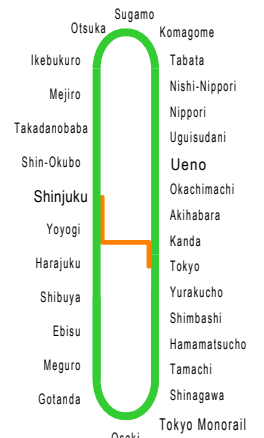 Sugamo
Otsuka
Komagome
Ikebukuro
Tabata
Mejiro
Nishi-Nippori
Nippori
Takadanobaba
Uguisudani
Shin-Okubo
Ueno
Shinjuku
Okachimachi
Akihabara
Yoyogi
Kanda
Harajuku
Tokyo
Shibuya
Yurakucho
Shimbashi
Ebisu
Hamamatsucho
Meguro
Tamachi
Gotanda
Shinagawa
Tokyo Monorail
Osaki